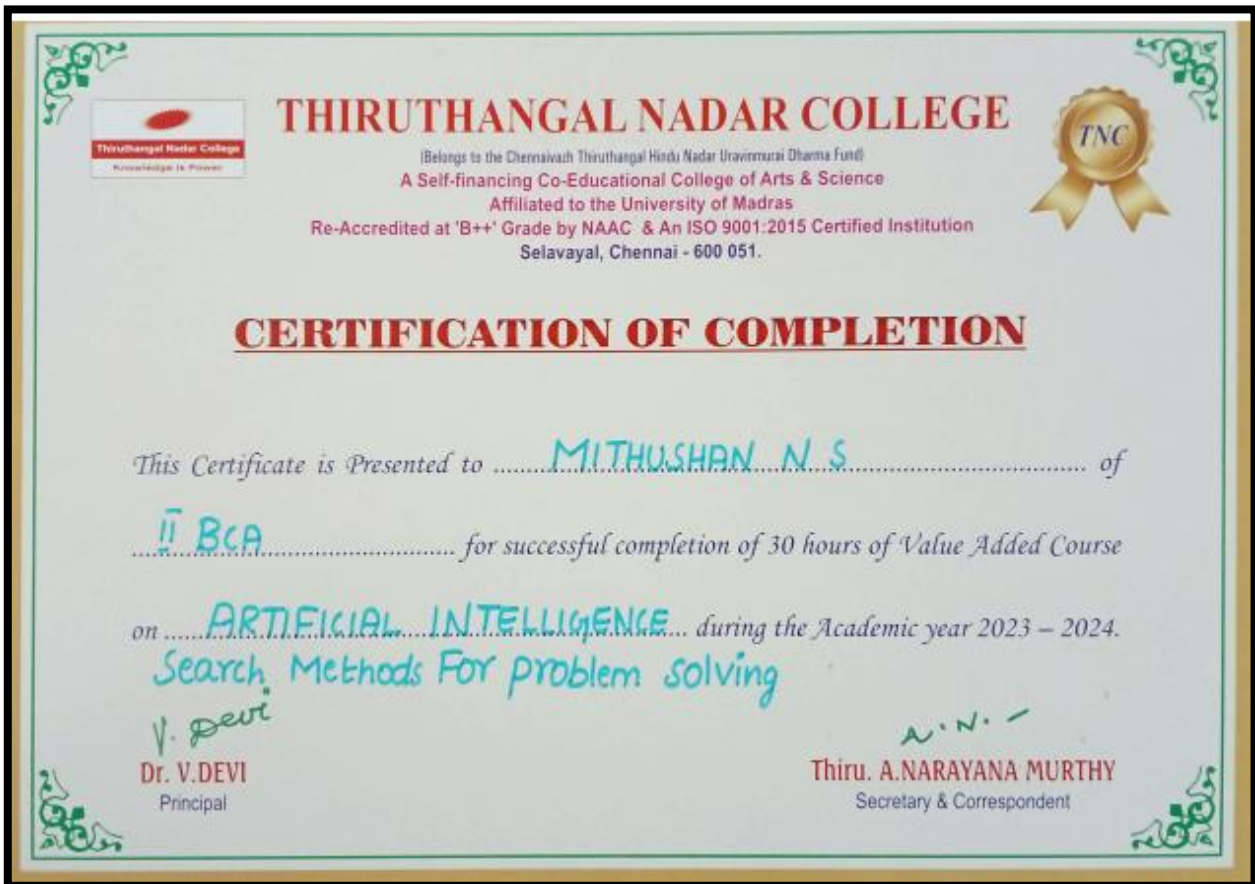 THIRUTHANGAL NADAR COLLEGE
Thiruthangal Nadar College
Knowledge is Power
(Belongs to the Chennaivazh Thiruthangal Hindu Nadar Uravinmurai Dharma Fund)
TNC
A Self-financing Co-Educational College of Arts & Science
Affiliated to the University of Madras
Re-Accredited at 'B++' Grade by NAAC & An ISO 9001:2015 Certified Institution
Selavayal, Chennai - 600 051.
CERTIFICATION OF COMPLETION
This Certificate is Presented to ........MITHUSHAN N S........ of
II BCA........ for successful completion of 30 hours of Value Added Course
on ......ARTIFICIAL INTELLIGENCE... during the Academic year 2023 – 2024.
Search Methods For problem solving
V. Devi
A.N.
Dr. V.DEVI
Principal
Thiru. A.NARAYANA MURTHY
Secretary & Correspondent